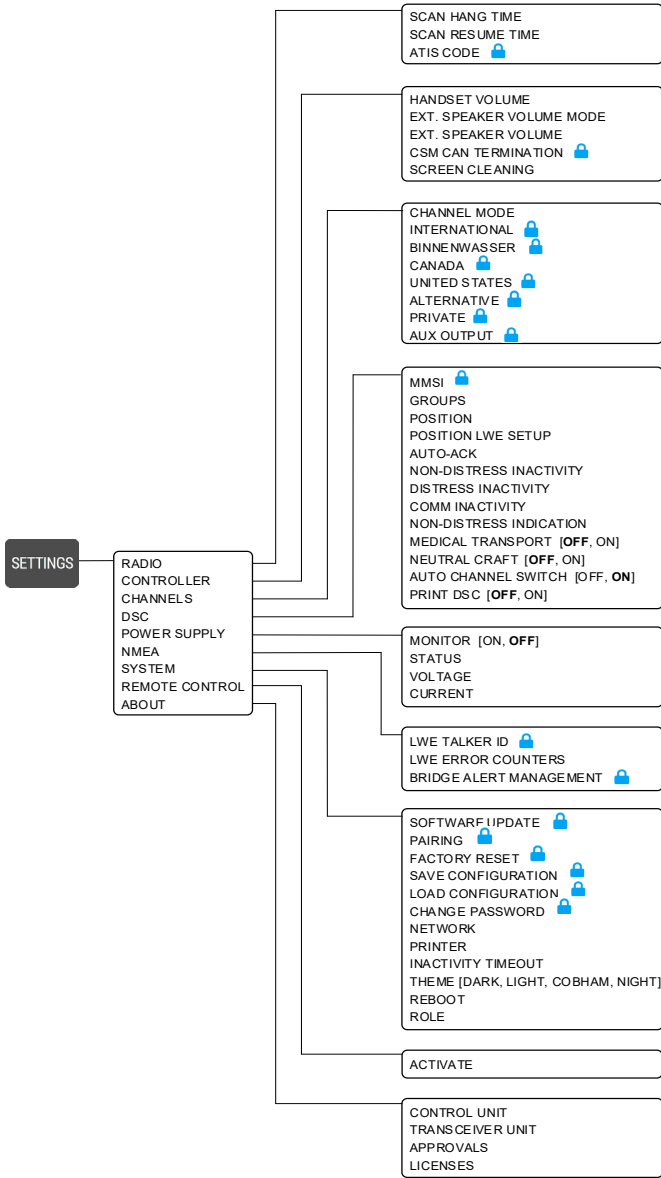 SETTINGS
RADIO
CONTROLLER
CHANNELS
DSC
POWER SUPPLY
NMEA
SYSTEM
REMOTE CONTROL
ABOUT
SCAN HANG TIME
SCAN RESUME TIME
ATIS CODE
HANDSET VOLUME
EXT. SPEAKER VOLUME MODE
EXT. SPEAKER VOLUME
CSM CAN TERMINATION
SCREEN CLEANING
CHANNEL MODE
INTERNATIONAL
BINNENWASSER
CANADA
UNITED STATES
ALTERNATIVE
PRIVATE
AUX OUTPUT
MMSI
GROUPS
POSITION
POSITION LWE SETUP
AUTO-ACK
NON-DISTRESS INACTIVITY
DISTRESS INACTIVITY
COMM INACTIVITY
NON-DISTRESS INDICATION
MEDICAL TRANSPORT [OFF, ON]
NEUTRAL CRAFT [OFF, ON]
AUTO CHANNEL SWITCH [OFF, ON]
PRINT DSC [OFF, ON]
MONITOR [ON, OFF]
STATUS
VOLTAGE
CURRENT
LWE TALKER ID
LWE ERROR COUNTERS
BRIDGE ALERT MANAGEMENT
SOFTWARE UPDATE
PAIRING
FACTORY RESET
SAVE CONFIGURATION
LOAD CONFIGURATION
CHANGE PASSWORD
NETWORK
PRINTER
INACTIVITY TIMEOUT
THEME [DARK, LIGHT, COBHAM, NIGHT]
REBOOT
ROLE
ACTIVATE
CONTROL UNIT
TRANSCEIVER UNIT
APPROVALS
LICENSES